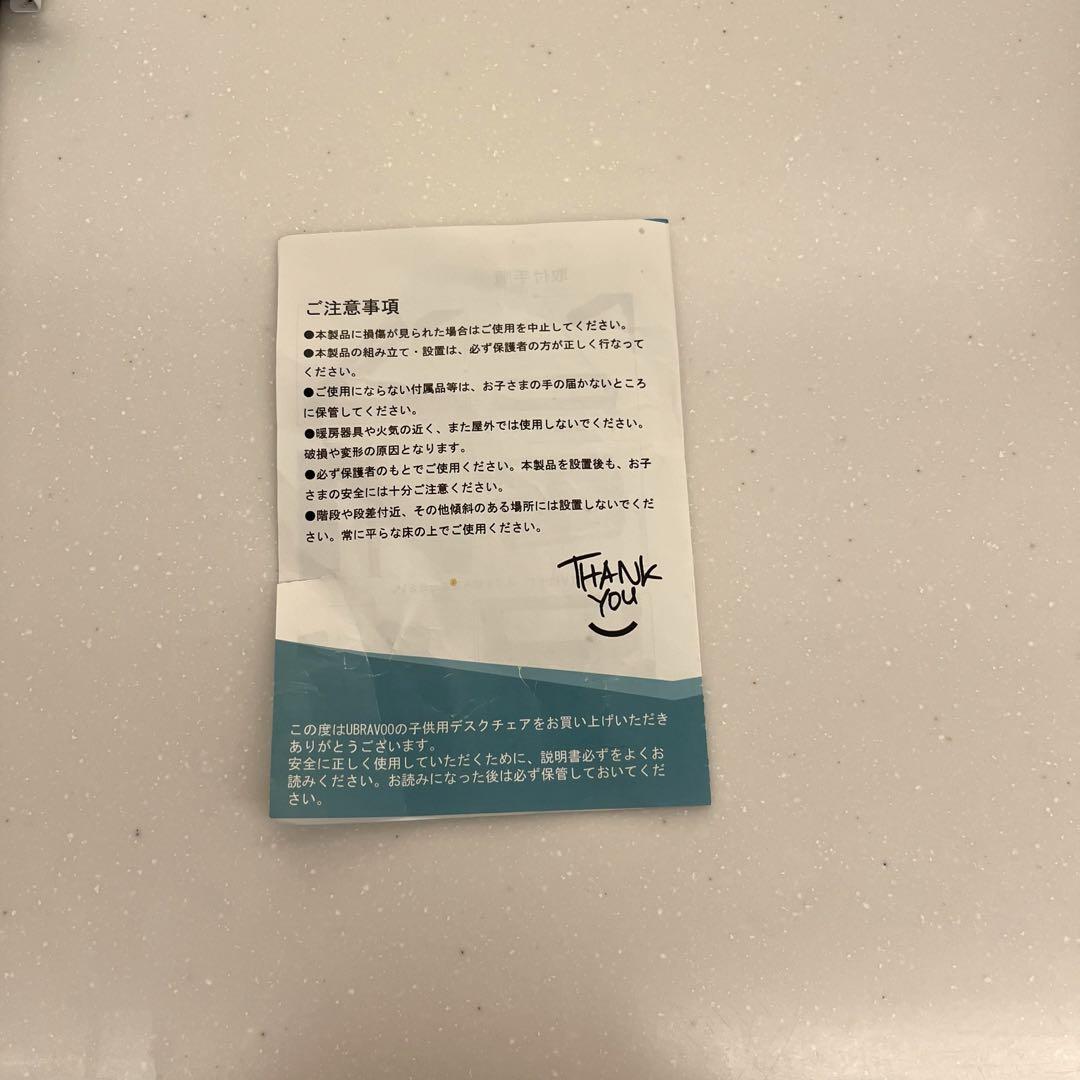 ご注意事項
●本製品に損傷が見られた場合はご使用を中止してください。
●本製品の組み立て・設置は、必ず保護者の方が正しく行なって
ください。
●ご使用にならない付属品等は、お子さまの手の届かないところ
に保管してください。
●暖房器具や火気の近く、また屋外では使用しないでください。
破損や変形の原因となります。
●必ず保護者のもとでご使用ください。本製品を設置後も、お子
さまの安全には十分ご注意ください。
●階段や段差付近、その他傾斜のある場所には設置しないでくだ
さい。常に平らな床の上でご使用ください。
THANK
YOU
この度はUBRAVOOの子供用デスクチェアをお買い上げいただき
ありがとうございます。
安全に正しく使用していただくために、説明書必ずをよくお
読みください。お読みになった後は必ず保管しておいてくだ
さい。